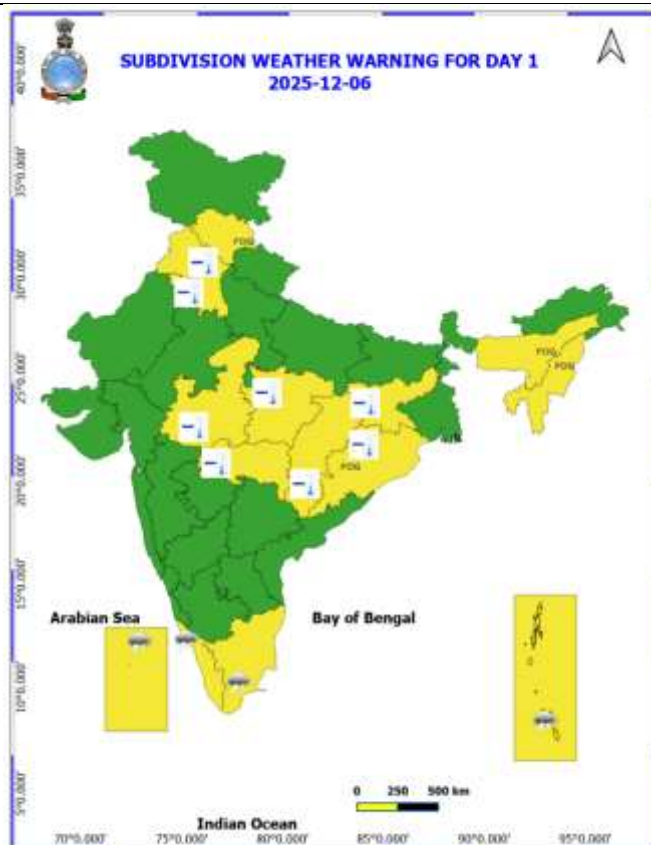 SUBDIVISION WEATHER WARNING FOR DAY 1
2025-12-06
40°0.000'
35°0.000'
30°0.000'
25°0.000'
20°0.000'
15°0.000'
10°0.000'
5°0.000'
FOG
FOG
FOG
FOG
Arabian Sea
Bay of Bengal
0 250 500 km
Indian Ocean
70°0.000' 75°0.000' 80°0.000' 85°0.000' 90°0.000' 95°0.000'